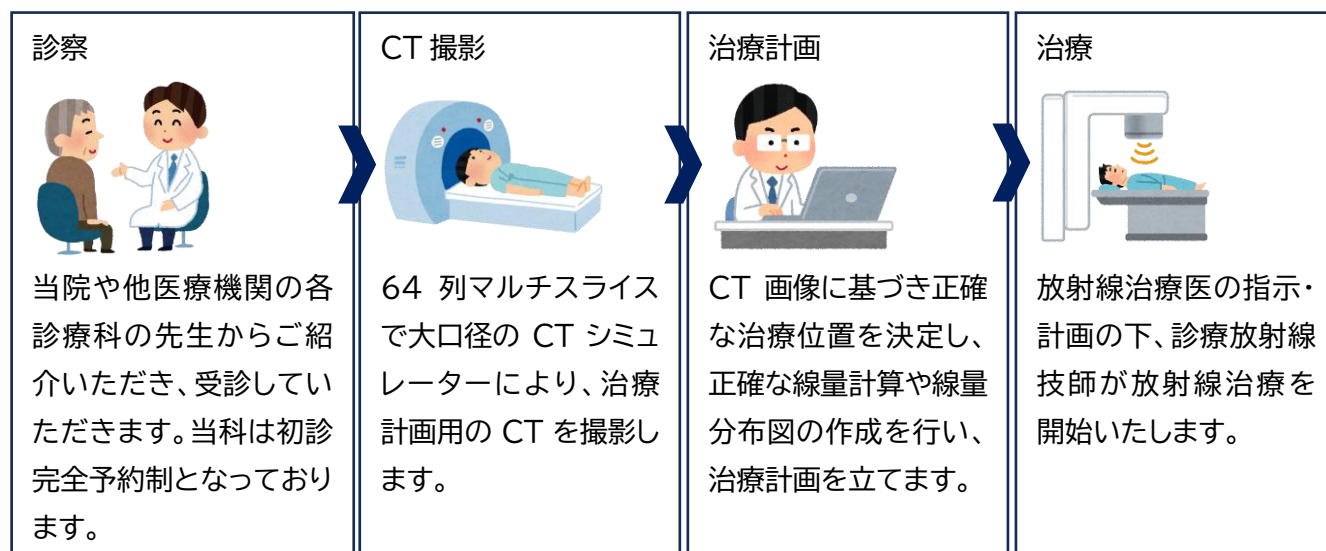 診察
当院や他医療機関の各
診療科の先生からご紹
介いただき、受診してい
ただきます。当科は初診
完全予約制となっており
ます。
CT 撮影
64 列マルチスライス
で大口径の CT シミュ
レーターにより、治療
計画用の CT を撮影し
ます。
治療計画
CT 画像に基づき正確
な治療位置を決定し、
正確な線量計算や線量
分布図の作成を行い、
治療計画を立てます。
治療
放射線治療医の指示・
計画の下、診療放射線
技師が放射線治療を
開始いたします。